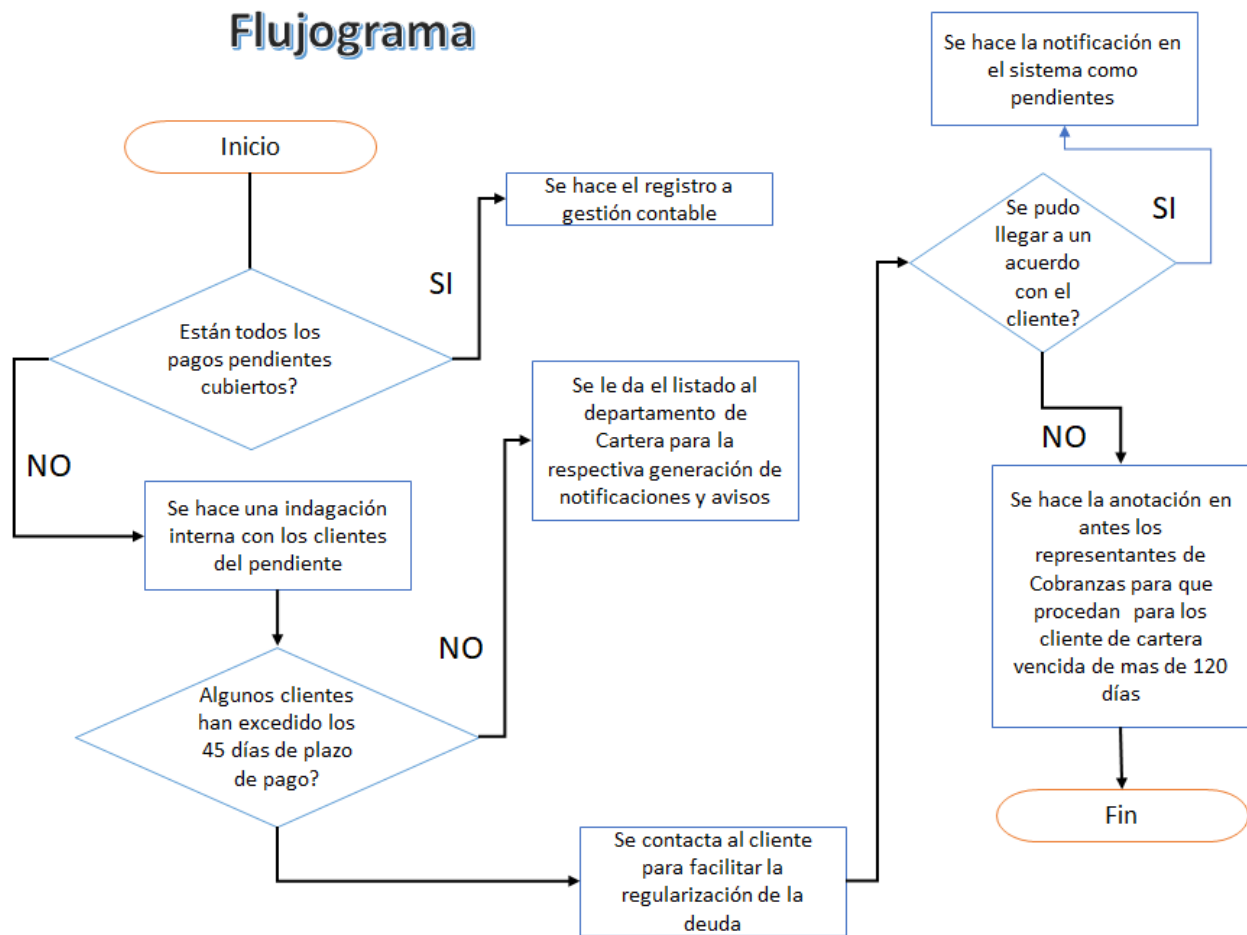 Flujograma
Inicio
Están todos los
pagos pendientes
cubiertos?
SI
Se hace el registro a
gestión contable
NO
Se hace una indagación
interna con los clientes
del pendiente
Algunos clientes
han excedido los
45 días de plazo
de pago?
NO
Se le da el listado al
departamento de
Cartera para la
respectiva generación de
notificaciones y avisos
Se contacta al cliente
para facilitar la
regularización de la
deuda
Se pudo
llegar a un
acuerdo
con el
cliente?
SI
Se hace la notificación en
el sistema como
pendientes
NO
Se hace la anotación en
antes los
representantes de
Cobranzas para que
procedan para los
cliente de cartera
vencida de mas de 120
días
Fin